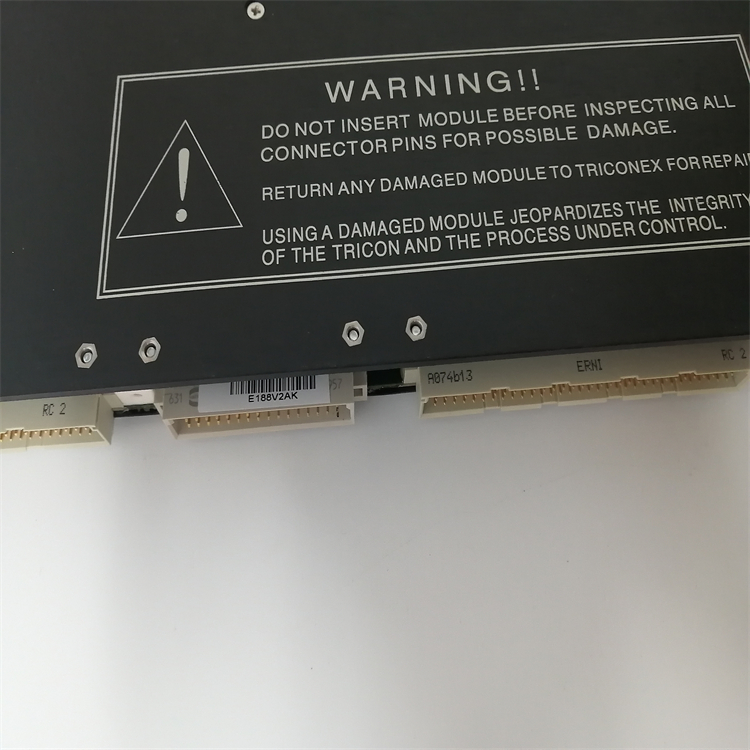 WARNING!!
DO NOT INSERT MODULE BEFORE INSPECTING ALL
CONNECTOR PINS FOR POSSIBLE DAMAGE.
RETURN ANY DAMAGED MODULE TO TRICONEX FOR REPAI
USING A DAMAGED MODULE JEOPARDIZES THE INTEGRITY
OF THE TRICON AND THE PROCESS UNDER CONTROL.
RC 2
631
E188V2AK
957
A074b13
ERNI
RC 2